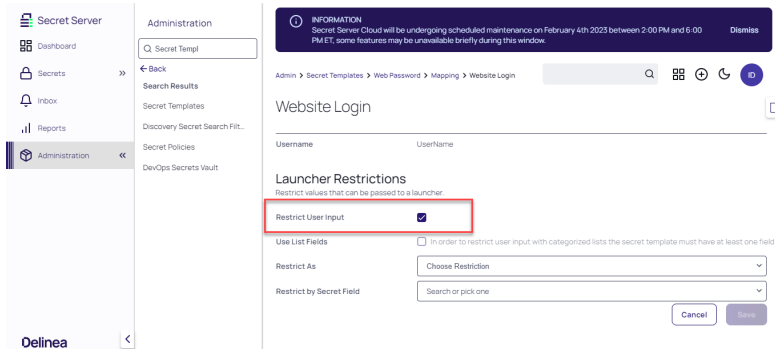 Secret Server
Dashboard
Secrets
Inbox
Reports
Administration
Delinea
Administration
Secret Templ
Back
Search Results
Secret Templates
Discovery Secret Search Filt...
Secret Policies
DevOps Secrets Vault
INFORMATION
Secret Server Cloud will be undergoing scheduled maintenance on February 4th 2023 between 2:00 PM and 6:00
PM ET, some features may be unavailable briefly during this window.
Dismiss
Admin > Secret Templates > Web Password > Mapping > Website Login
ID
Website Login
Username UserName
Launcher Restrictions
Restrict values that can be passed to a launcher.
Restrict User Input
Use List Fields In order to restrict user input with categorized lists the secret template must have at least one field
Restrict As Choose Restriction
Restrict by Secret Field Search or pick one
Cancel Save